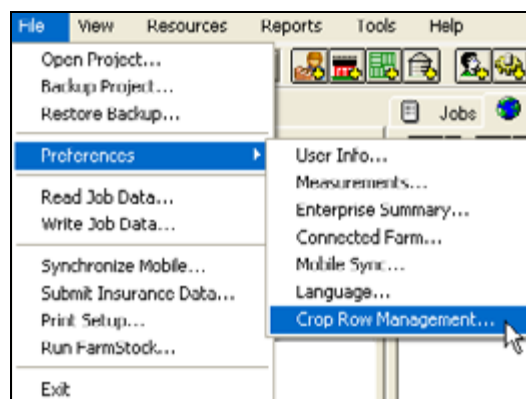 File View Resources Reports Tools Help
Open Project...
Backup Project...
Restore Backup...
Jobs
Preferences
User Info...
Measurements...
Enterprise Summary...
Connected Farm...
Mobile Sync...
Language...
Crop Row Management...
Read Job Data...
Write Job Data...
Synchronize Mobile...
Submit Insurance Data...
Print Setup...
Run FarmStock...
Exit